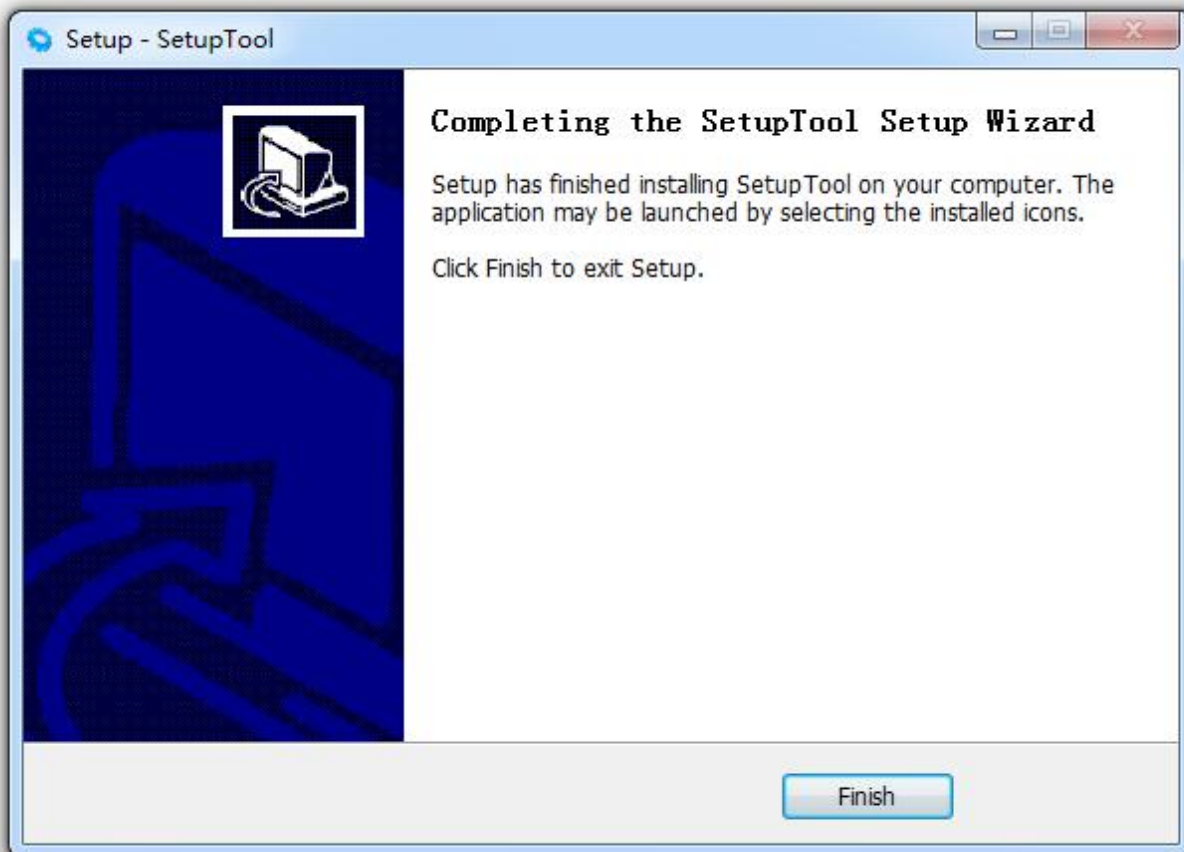 Setup - SetupTool
Completing the SetupTool Setup Wizard
Setup has finished installing SetupTool on your computer. The
application may be launched by selecting the installed icons.
Click Finish to exit Setup.
Finish